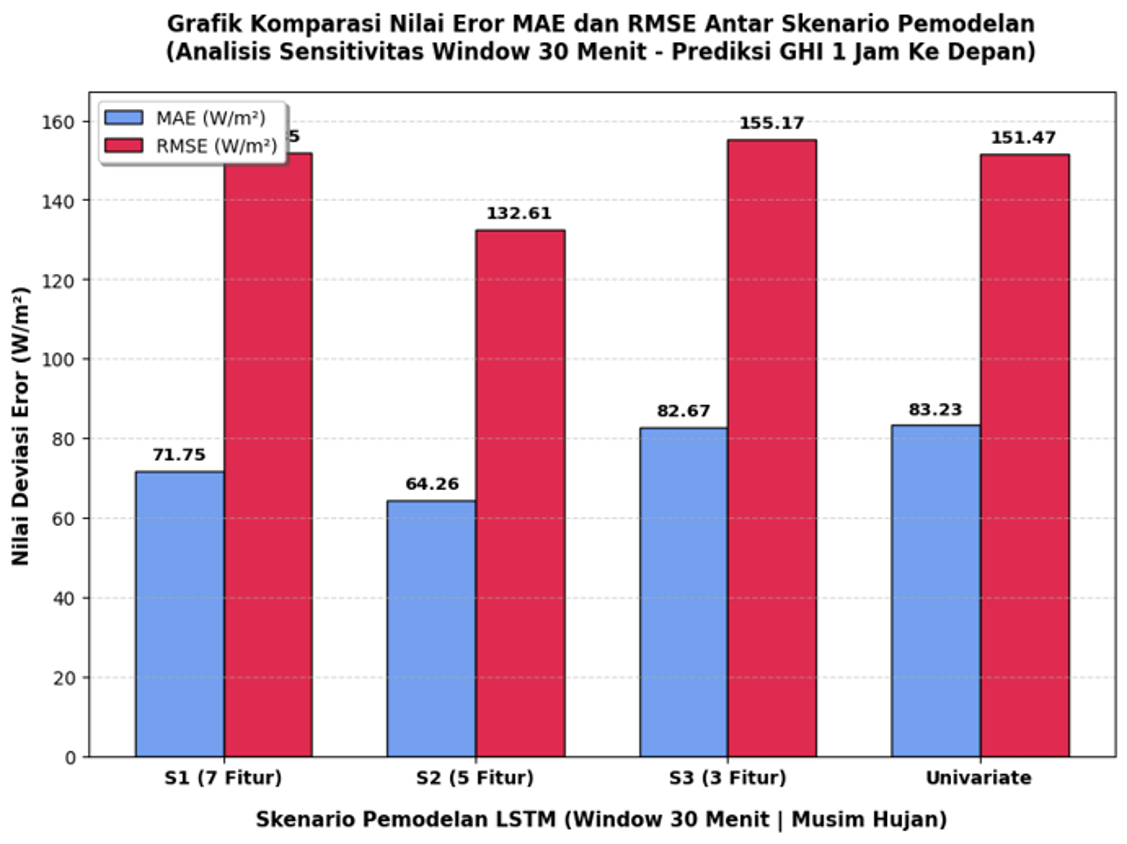 Grafik Komparasi Nilai Eror MAE dan RMSE Antar Skenario Pemodelan
(Analisis Sensitivitas Window 30 Menit - Prediksi GHI 1 Jam Ke Depan)
MAE (W/m²)
RMSE (W/m²)
Nilai Deviasi Eror (W/m²)
160
140
120
100
80
60
40
20
0
71.75
64.26
132.61
82.67
155.17
83.23
151.47
S1 (7 Fitur)
S2 (5 Fitur)
S3 (3 Fitur)
Univariate
Skenario Pemodelan LSTM (Window 30 Menit | Musim Hujan)